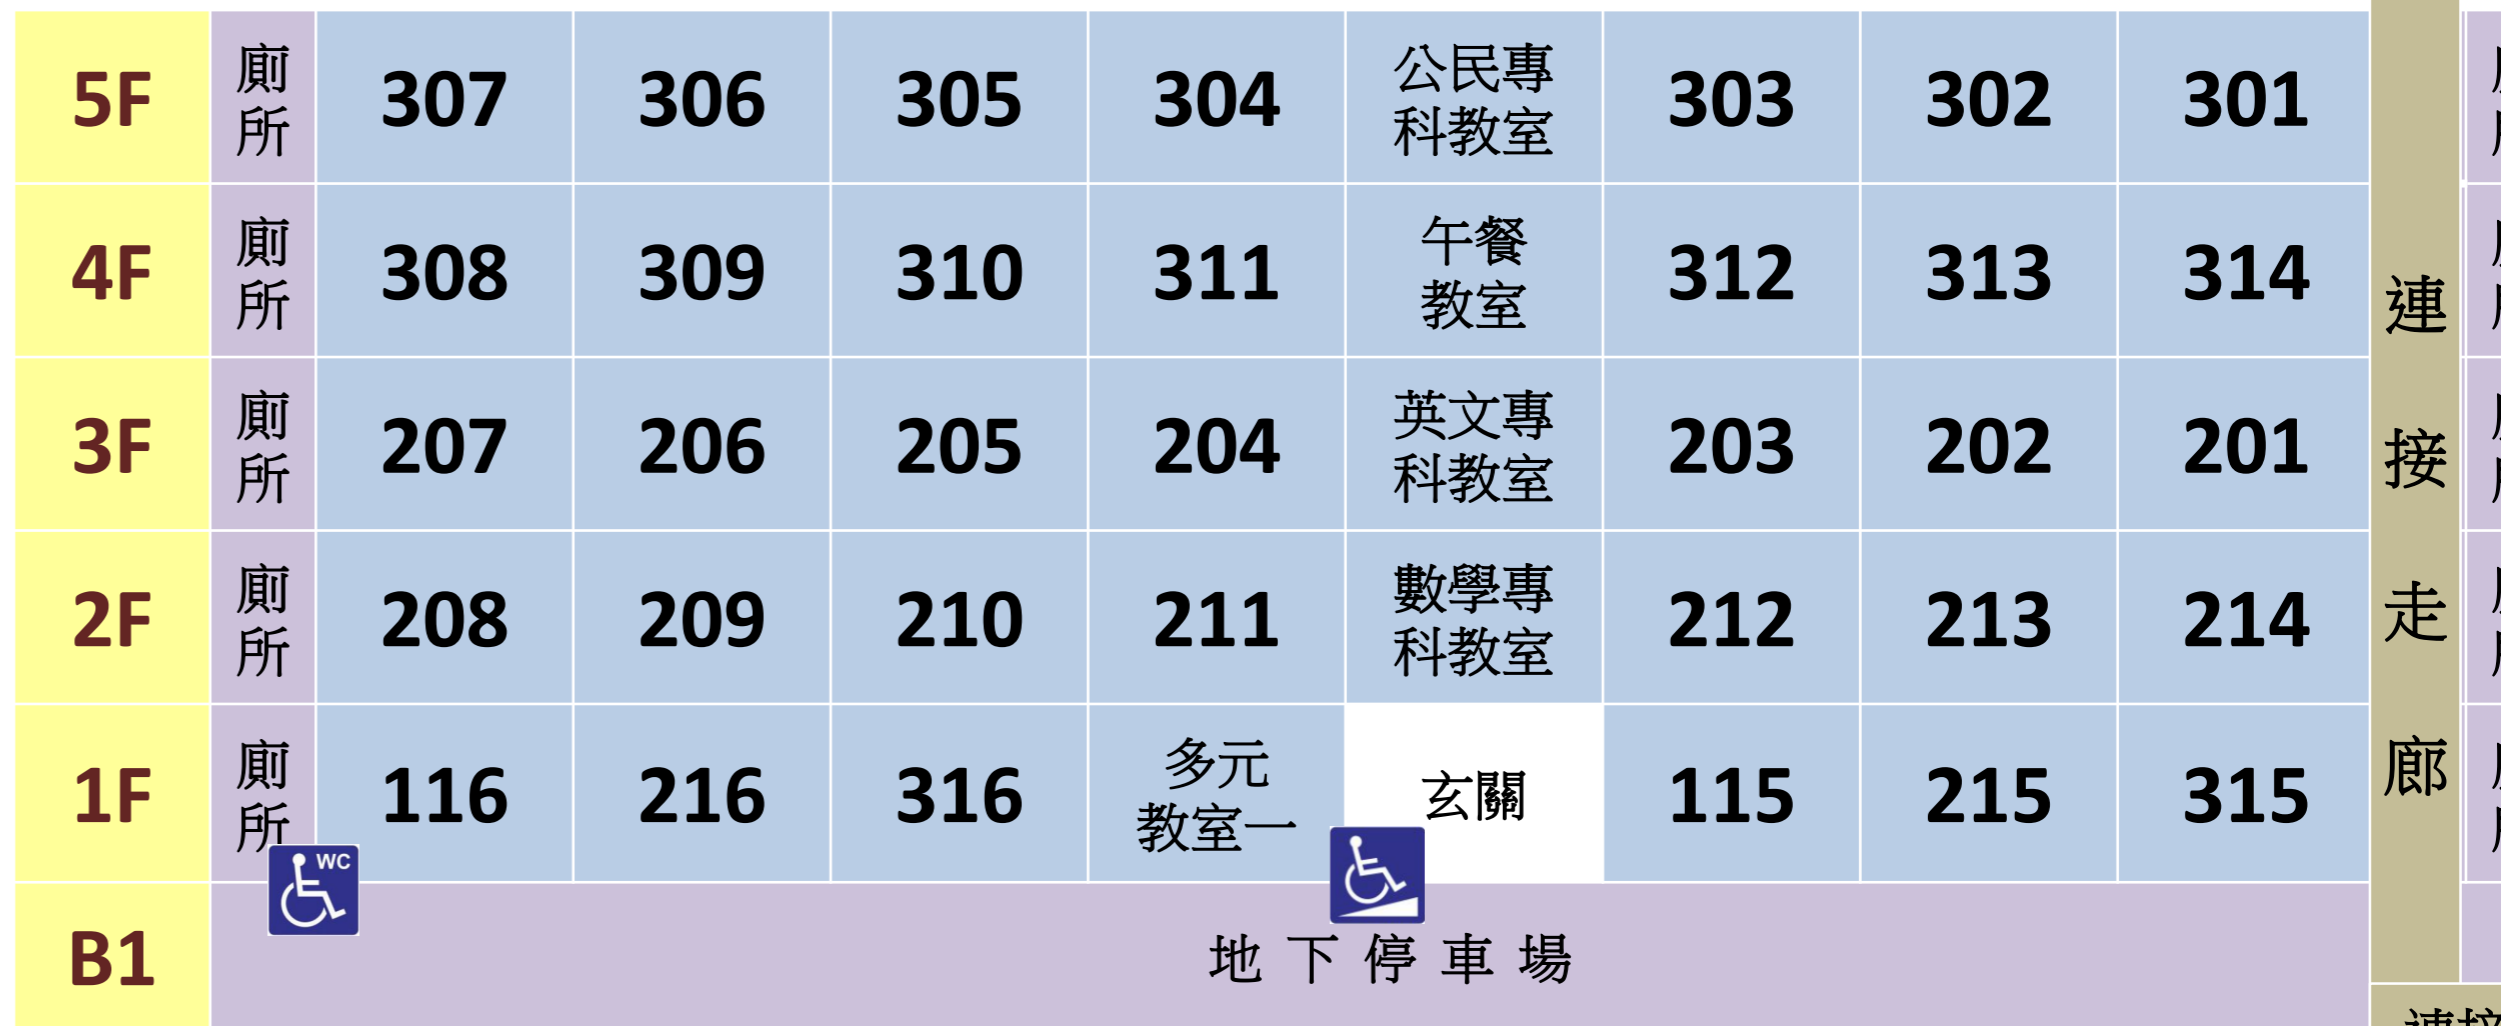 5F 廁所 307 306 305 304 公民專科教室 303 302 301
4F 廁所 308 309 310 311 午餐教室 312 313 314
3F 廁所 207 206 205 204 英文專科教室 203 202 201
2F 廁所 208 209 210 211 數學專科教室 212 213 214
1F 廁所 116 216 316 多元教室一 玄關 115 215 315
WC
B1 地下停車場
連接走廊
連接